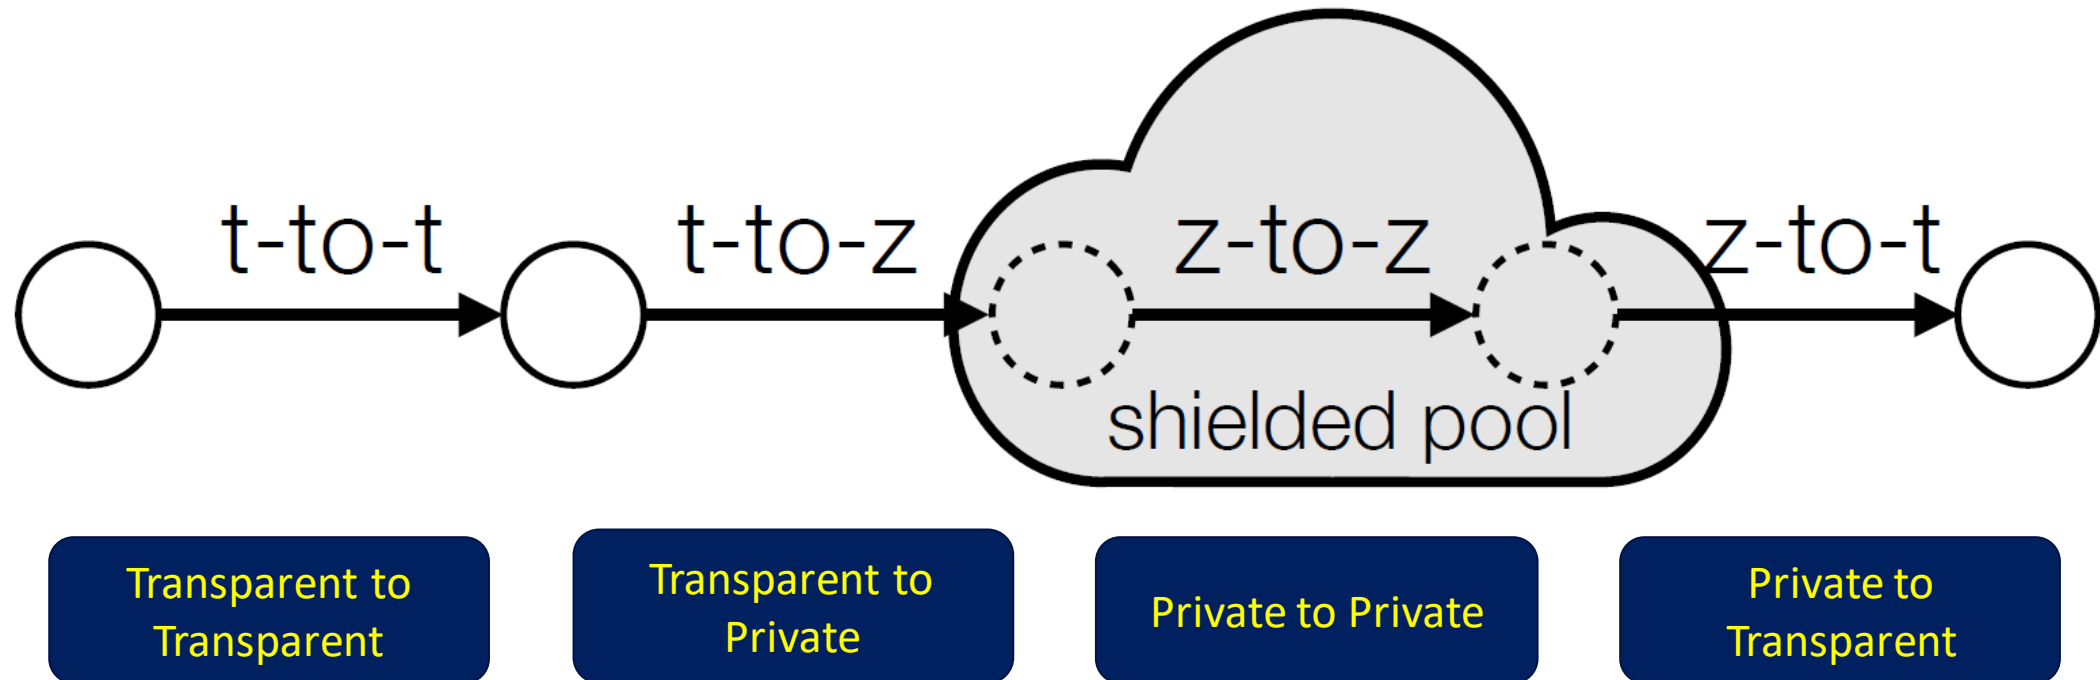 t-to-t
t-to-z
z-to-z
z-to-t
shielded pool
Transparent to
Transparent
Transparent to
Private
Private to Private
Private to
Transparent